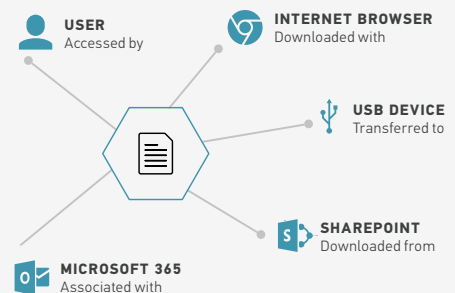 USER
Accessed by
INTERNET BROWSER
Downloaded with
USB DEVICE
Transferred to
S
SHAREPOINT
Downloaded from
O
MICROSOFT 365
Associated with